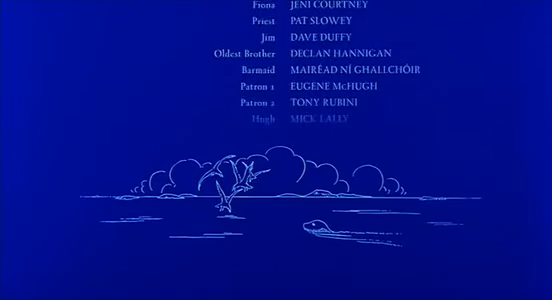 Fiona JENI COURTNEY
Priest PAT SLOWEY
Jim DAVE DUFFY
Oldest Brother DECLAN HANNIGAN
Barmaid MAIRÉAD NÍ GHALLCHÓIR
Patron 1 EUGENE McHUGH
Patron 2 TONY RUBINI
Hugh MICK LALLY